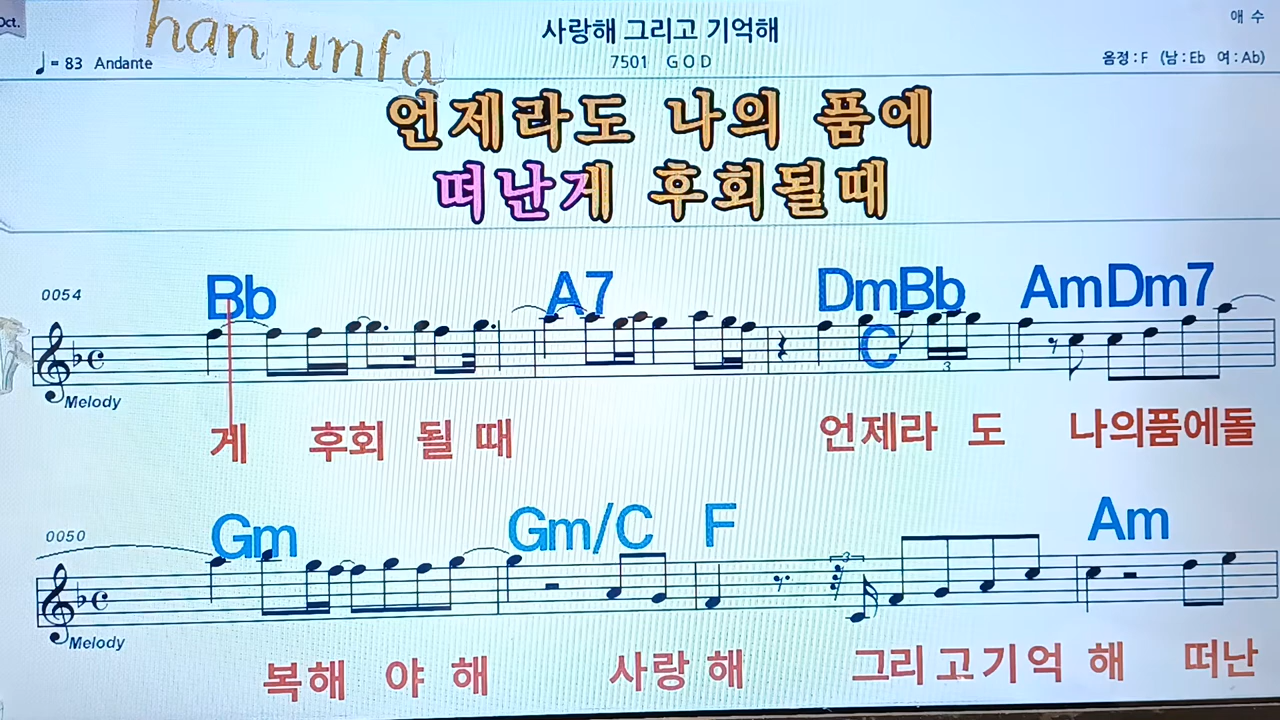 Oct.
han unfa
사랑해 그리고 기억해
애 수
♩= 83 Andante
7501 G O D
음정 : F (남 : Eb 여 : Ab)
언제라도 나의 품에
떠난게 후회될때
Bb A7 DmBb AmDm7
C
0054
3
Melody
게 후회 될 때 언제라 도 나의품에돌
Gm Gm/C F Am
0050
3
Melody
복해 야 해 사랑 해 그리고기억 해 떠난